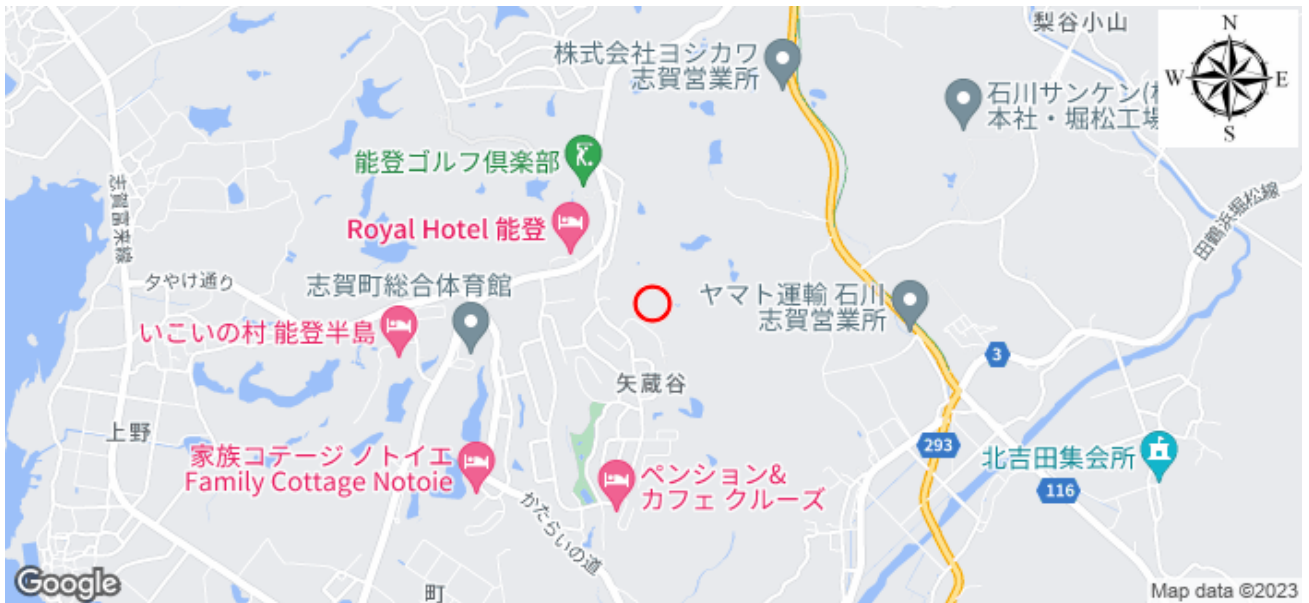 梨谷小山
N
W
E
S
株式会社ヨシカワ
志賀営業所
石川サンケン(株
本社・堀松工場
能登ゴルフ倶楽部
志賀富来線
田鶴浜堀松線
Royal Hotel 能登
夕やけ通り
志賀町総合体育館
ヤマト運輸 石川
志賀営業所
いこいの村 能登半島
3
矢蔵谷
上野
293
北吉田集会所
家族コテージ ノトイエ
Family Cottage Notoie
ペンション&
カフェ クルーズ
116
かたらいの道
町
Google
Map data ©2023